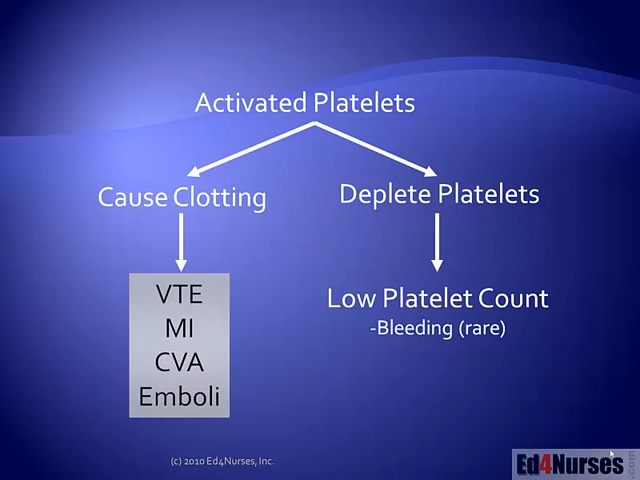 Activated Platelets
Cause Clotting
Deplete Platelets
VTE
MI
CVA
Emboli
Low Platelet Count
-Bleeding (rare)
(c) 2010 Ed4Nurses, Inc.
Ed4Nurses.com